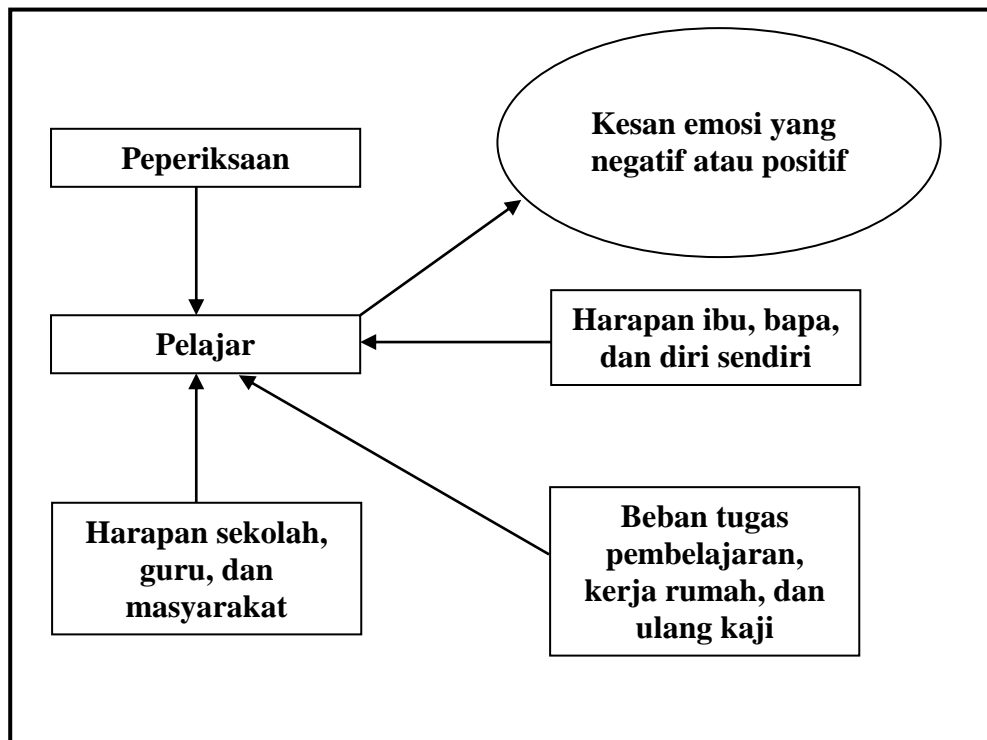 Kesan emosi yang
negatif atau positif
Peperiksaan
Pelajar
Harapan ibu, bapa,
dan diri sendiri
Harapan sekolah,
guru, dan
masyarakat
Beban tugas
pembelajaran,
kerja rumah, dan
ulang kaji